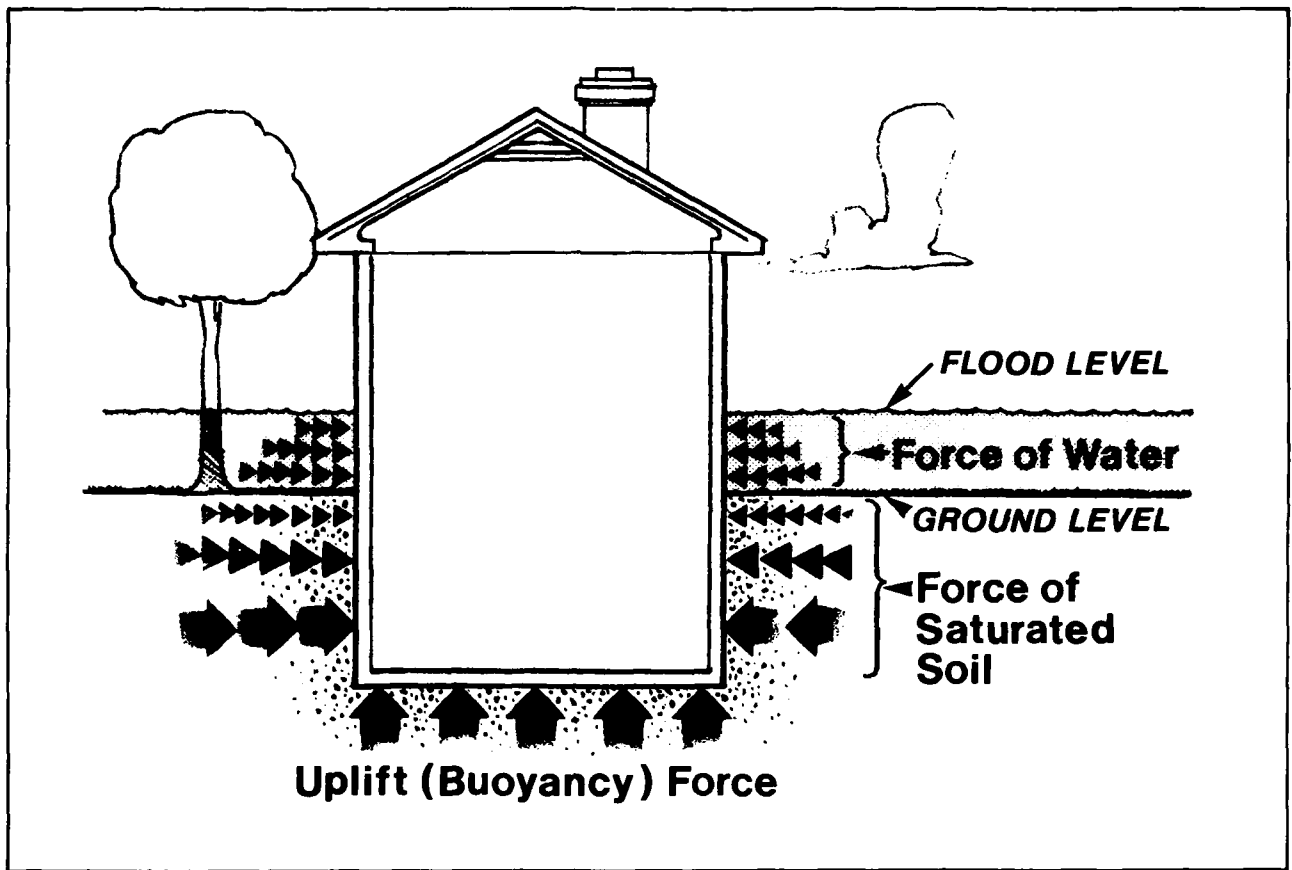 FLOOD LEVEL
Force of Water
GROUND LEVEL
Force of
Saturated
Soil
Uplift (Buoyancy) Force